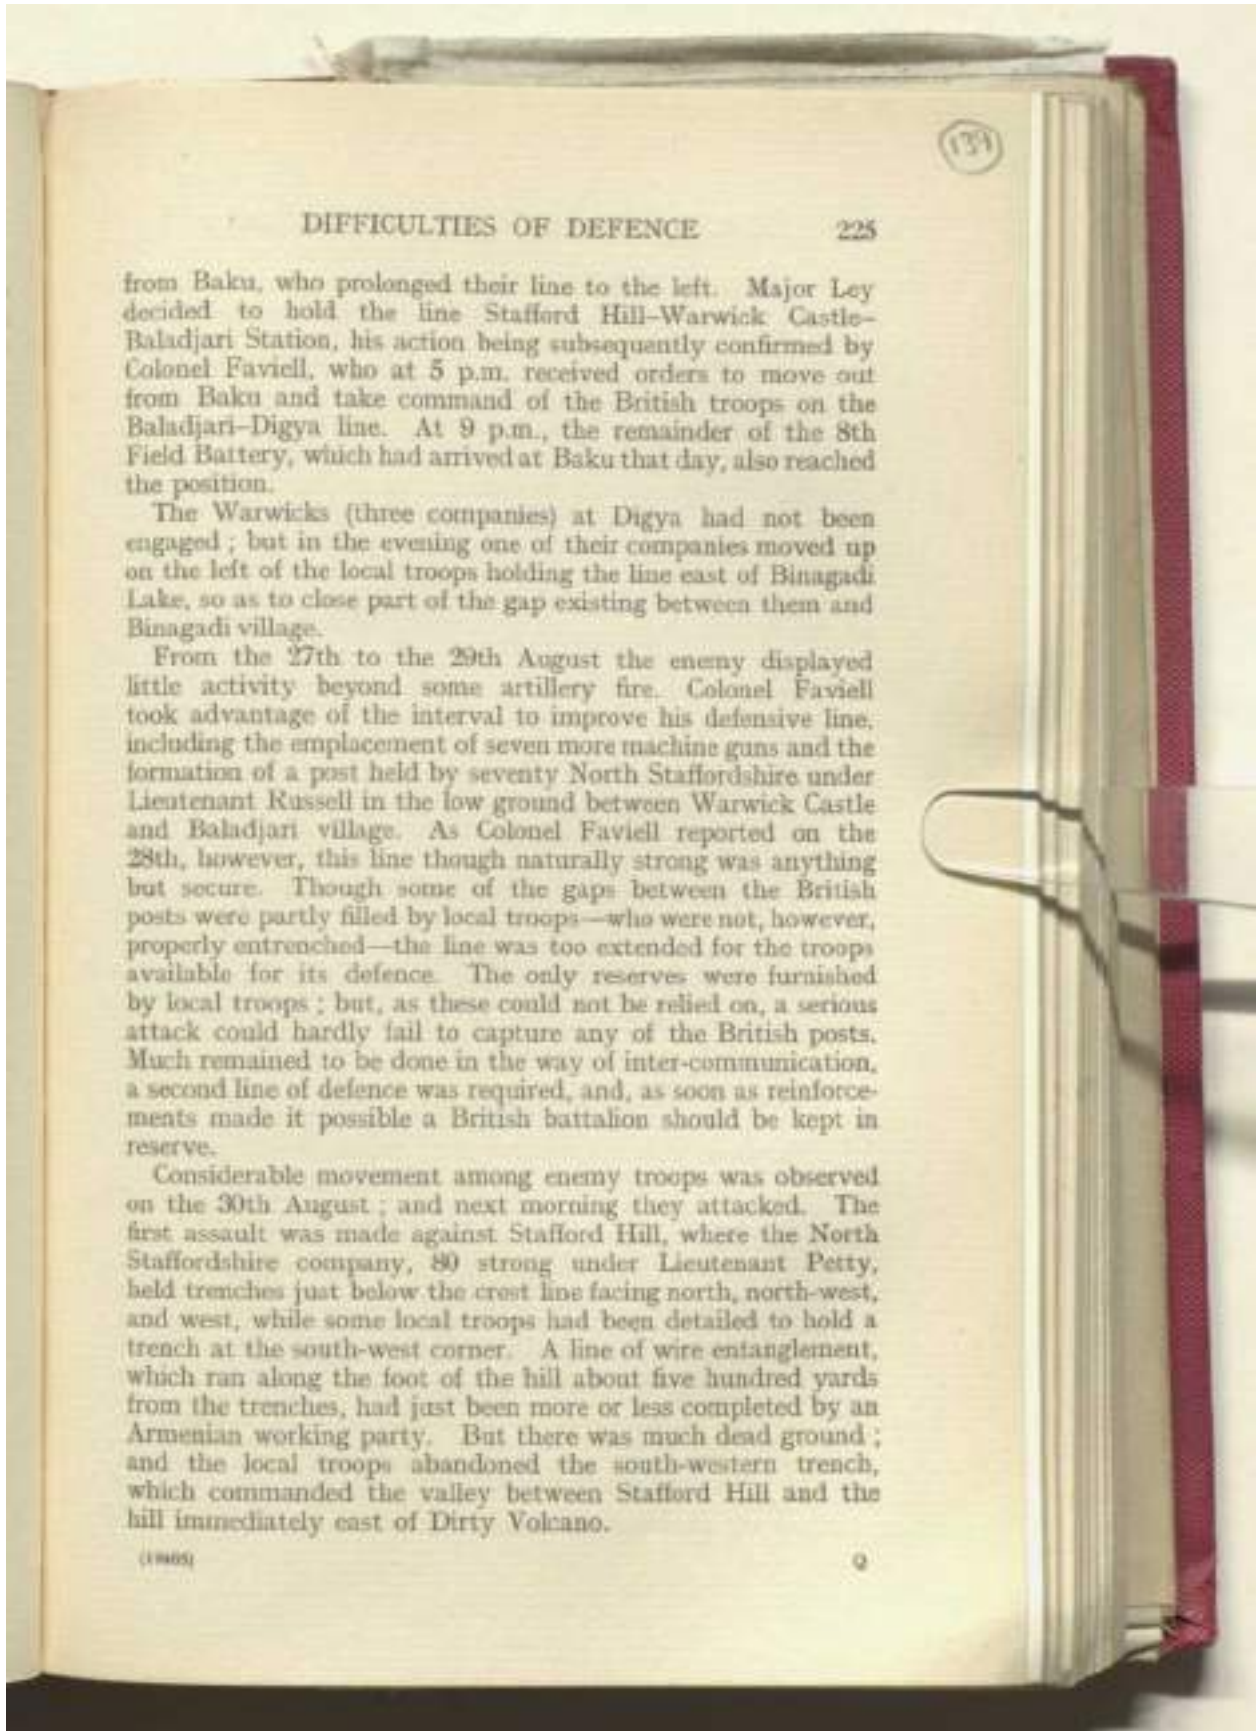 139
DIFFICULTIES OF DEFENCE 225
from Baku, who prolonged their line to the left. Major Ley
decided to hold the line Stafford Hill–Warwick Castle–
Baladjari Station, his action being subsequently confirmed by
Colonel Faviell, who at 5 p.m. received orders to move out
from Baku and take command of the British troops on the
Baladjari–Digya line. At 9 p.m., the remainder of the 8th
Field Battery, which had arrived at Baku that day, also reached
the position.
The Warwicks (three companies) at Digya had not been
engaged ; but in the evening one of their companies moved up
on the left of the local troops holding the line east of Binagadi
Lake, so as to close part of the gap existing between them and
Binagadi village.
From the 27th to the 29th August the enemy displayed
little activity beyond some artillery fire. Colonel Faviell
took advantage of the interval to improve his defensive line,
including the emplacement of seven more machine guns and the
formation of a post held by seventy North Staffordshire under
Lieutenant Russell in the low ground between Warwick Castle
and Baladjari village. As Colonel Faviell reported on the
28th, however, this line though naturally strong was anything
but secure. Though some of the gaps between the British
posts were partly filled by local troops—who were not, however,
properly entrenched—the line was too extended for the troops
available for its defence. The only reserves were furnished
by local troops ; but, as these could not be relied on, a serious
attack could hardly fail to capture any of the British posts.
Much remained to be done in the way of inter-communication,
a second line of defence was required, and, as soon as reinforce-
ments made it possible a British battalion should be kept in
reserve.
Considerable movement among enemy troops was observed
on the 30th August ; and next morning they attacked. The
first assault was made against Stafford Hill, where the North
Staffordshire company, 80 strong under Lieutenant Petty,
held trenches just below the crest line facing north, north-west,
and west, while some local troops had been detailed to hold a
trench at the south-west corner. A line of wire entanglement,
which ran along the foot of the hill about five hundred yards
from the trenches, had just been more or less completed by an
Armenian working party. But there was much dead ground ;
and the local troops abandoned the south-western trench,
which commanded the valley between Stafford Hill and the
hill immediately east of Dirty Volcano.
Q